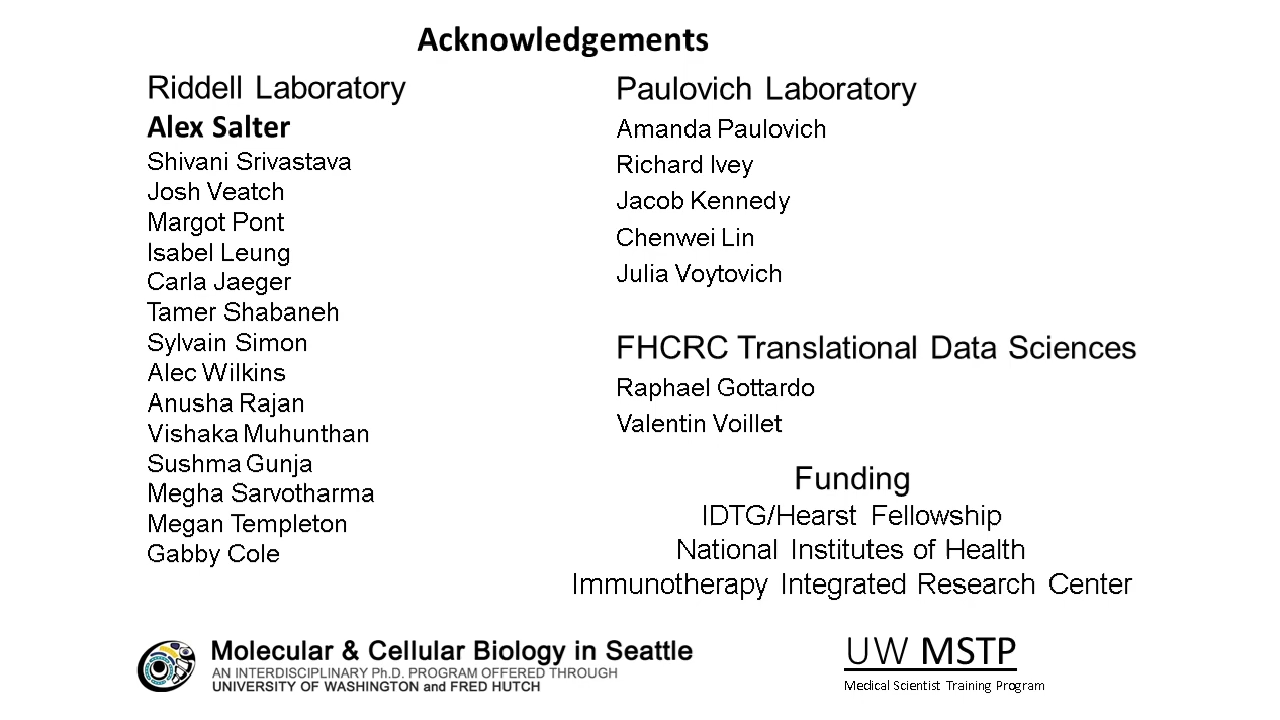 Acknowledgements
Riddell Laboratory
Alex Salter
Shivani Srivastava
Josh Veatch
Margot Pont
Isabel Leung
Carla Jaeger
Tamer Shabaneh
Sylvain Simon
Alec Wilkins
Anusha Rajan
Vishaka Muhunthan
Sushma Gunja
Megha Sarvotharma
Megan Templeton
Gabby Cole
Paulovich Laboratory
Amanda Paulovich
Richard Ivey
Jacob Kennedy
Chenwei Lin
Julia Voytovich
FHCRC Translational Data Sciences
Raphael Gottardo
Valentin Voillet
Funding
IDTG/Hearst Fellowship
National Institutes of Health
Immunotherapy Integrated Research Center
Molecular & Cellular Biology in Seattle
AN INTERDISCIPLINARY Ph.D. PROGRAM OFFERED THROUGH
UNIVERSITY OF WASHINGTON and FRED HUTCH
UW MSTP
Medical Scientist Training Program